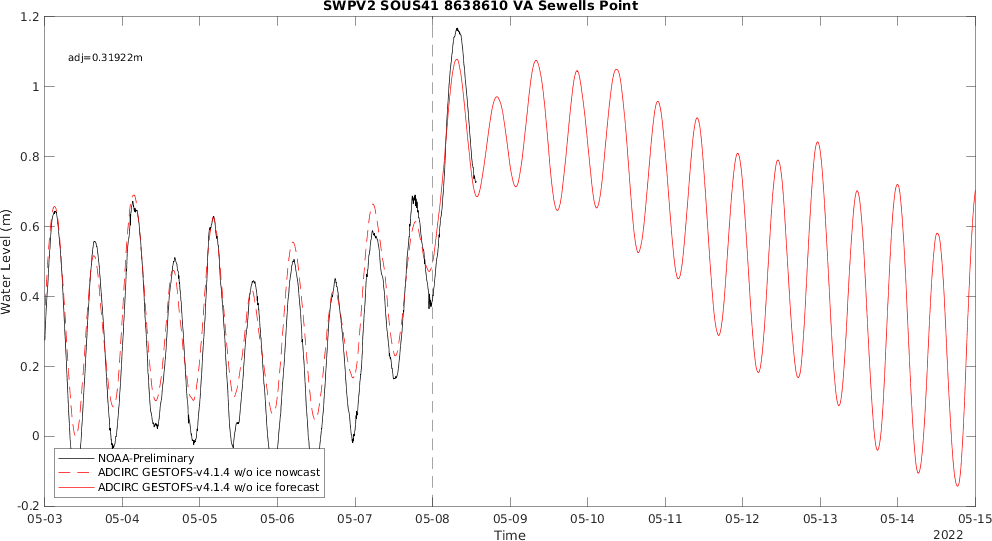 SWPV2 SOUS41 8638610 VA Sewells Point
adj=0.31922m
Water Level (m)
1.2
1
0.8
0.6
0.4
0.2
0
-0.2
NOAA-Preliminary
ADCIRC GESTOFS-v4.1.4 w/o ice nowcast
ADCIRC GESTOFS-v4.1.4 w/o ice forecast
05-03 05-04 05-05 05-06 05-07 05-08 05-09 05-10 05-11 05-12 05-13 05-14 05-15
Time
2022